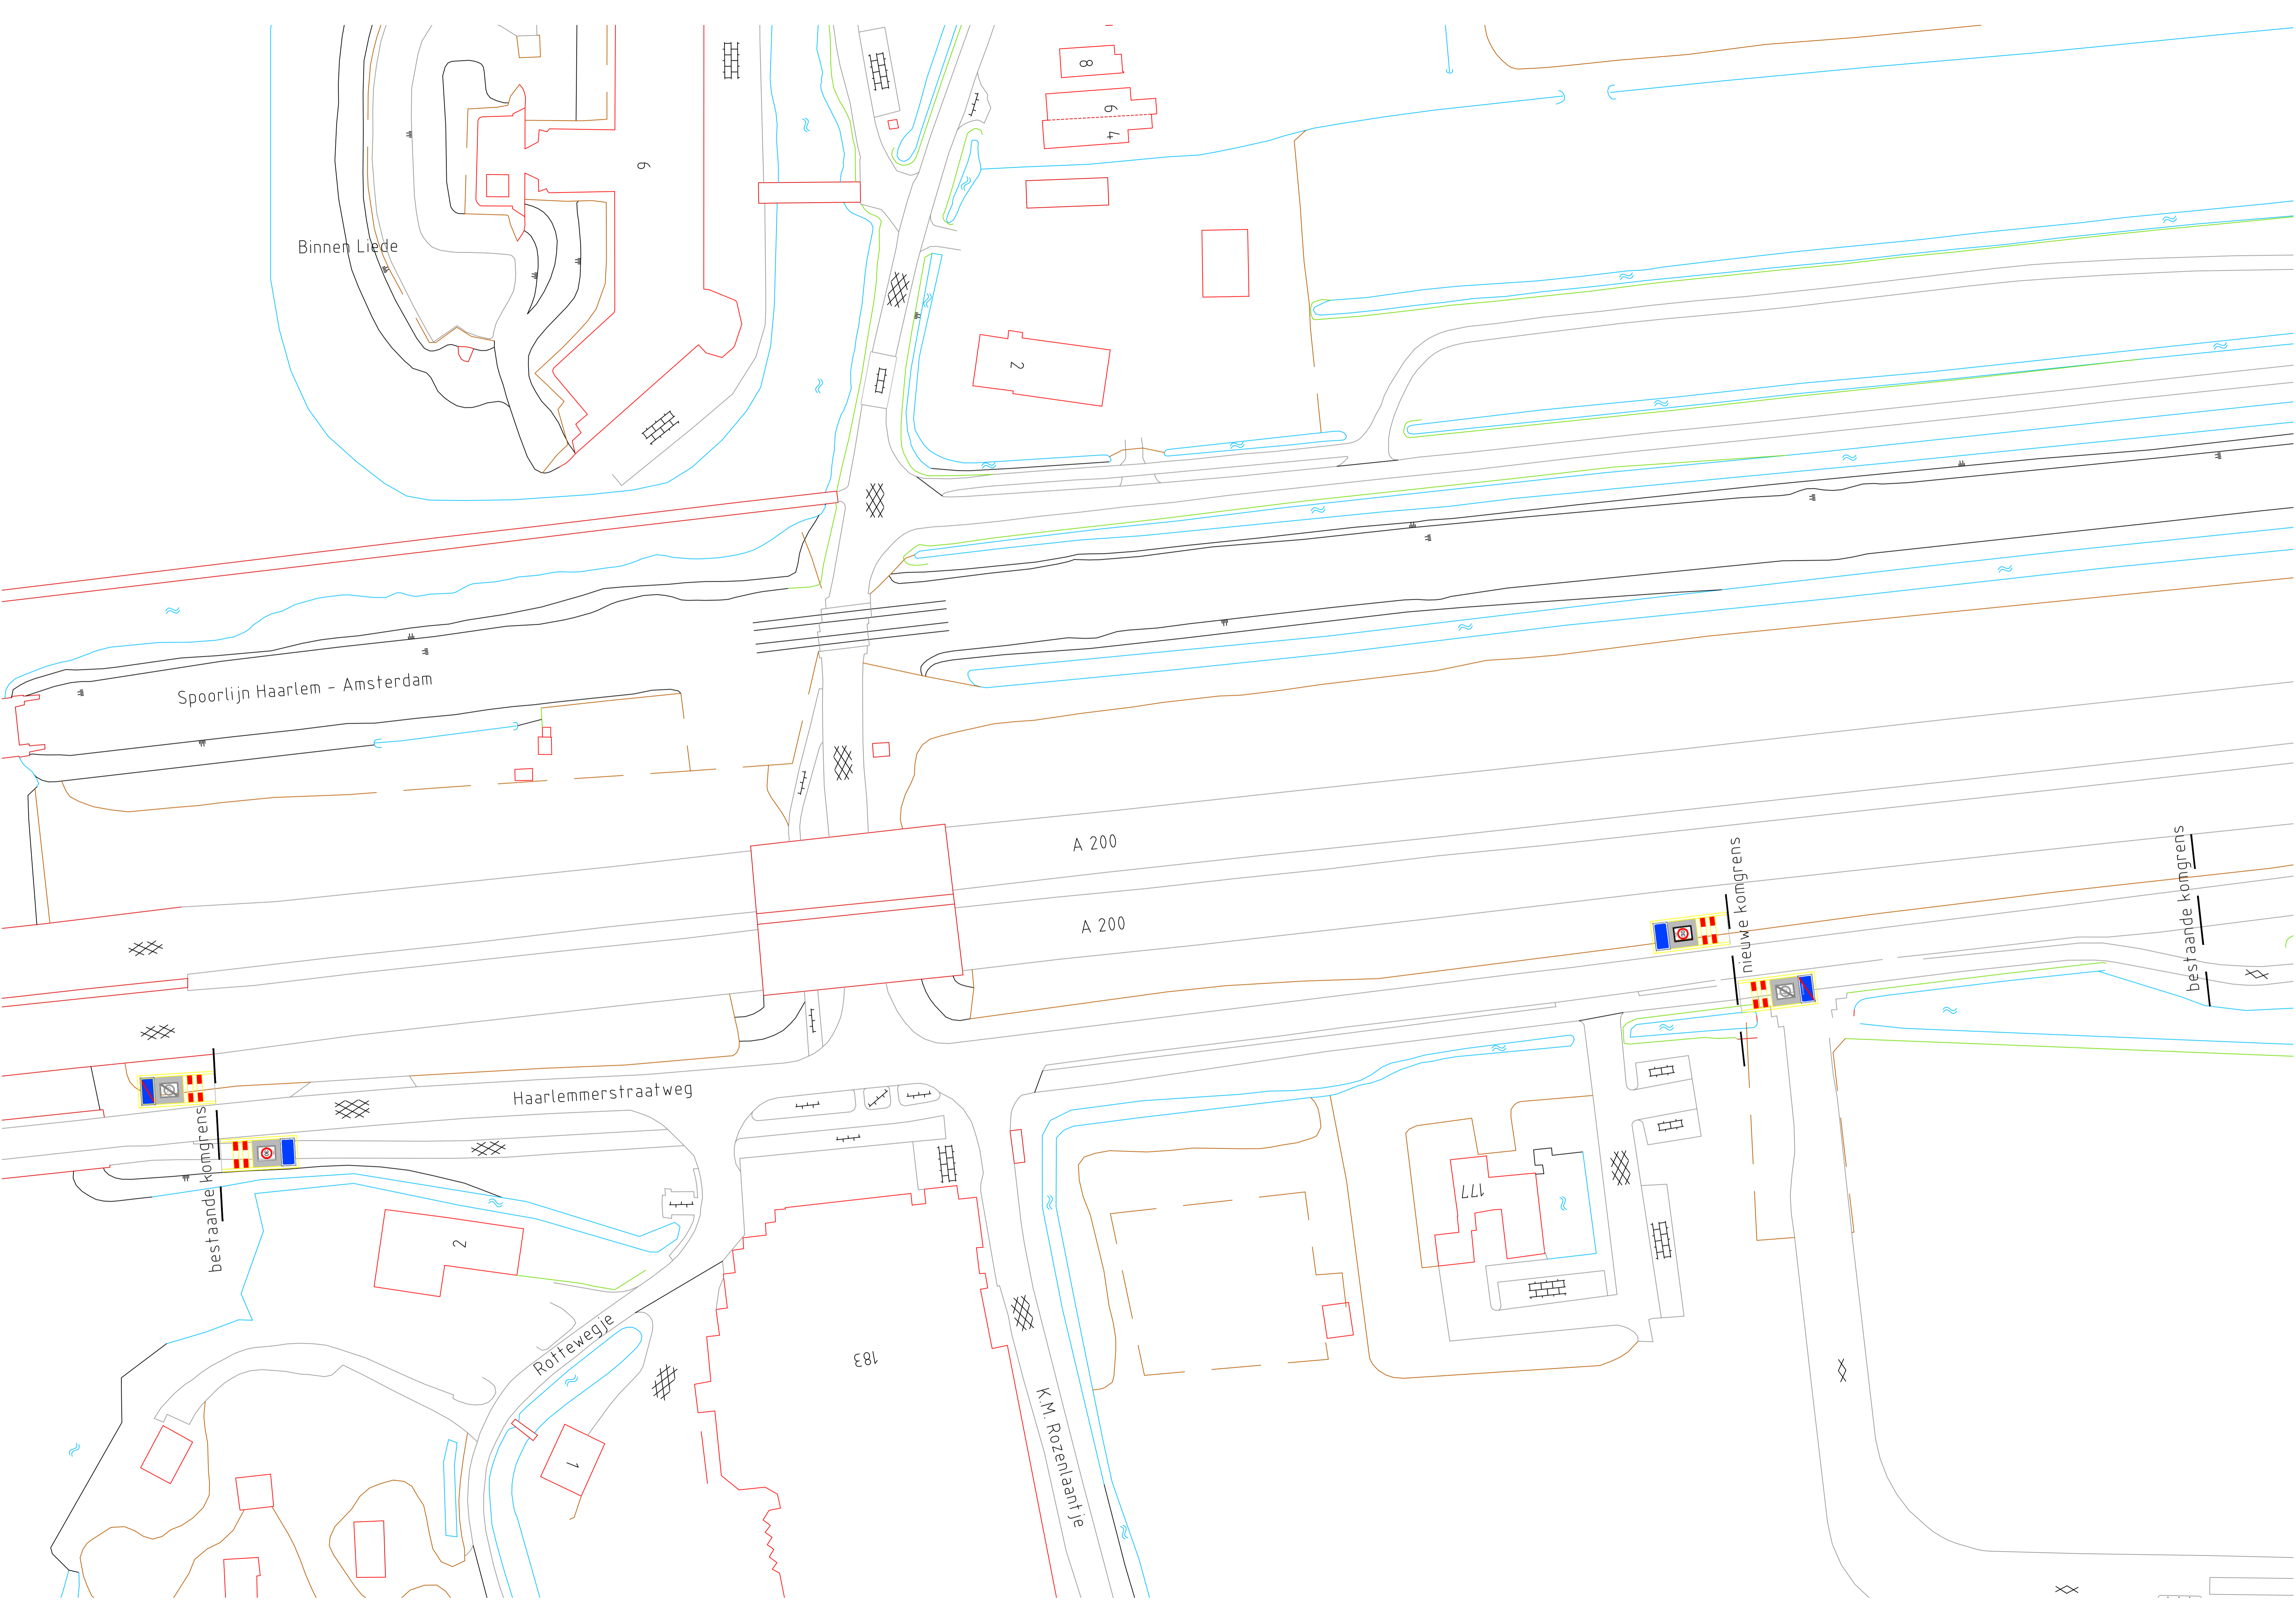 8
6
4
6
Binnen Liede
2
Spoorlijn Haarlem - Amsterdam
A 200
A 200
nieuwe komgrens
bestaande komgrens
Haarlemmerstraatweg
bestaande komgrens
177
2
Rottewegje
183
K.M. Rozenlaantje
1